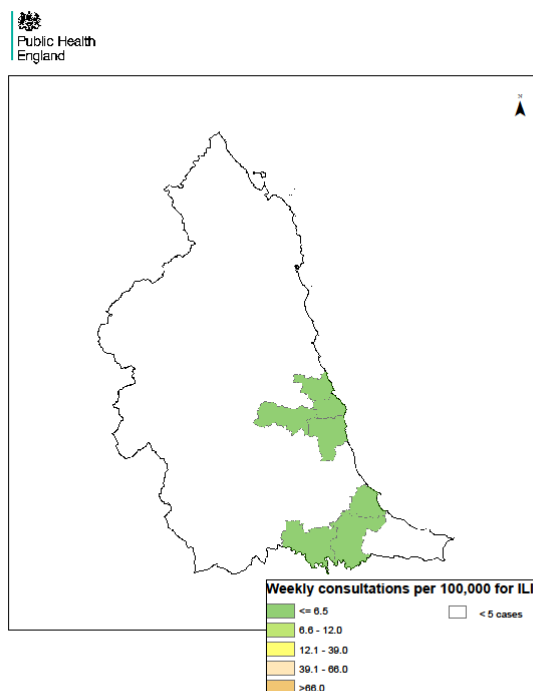 Public Health
England
N
Weekly consultations per 100,000 for ILI
<= 6.5
< 5 cases
6.6 - 12.0
12.1 - 39.0
39.1 - 66.0
>66.0